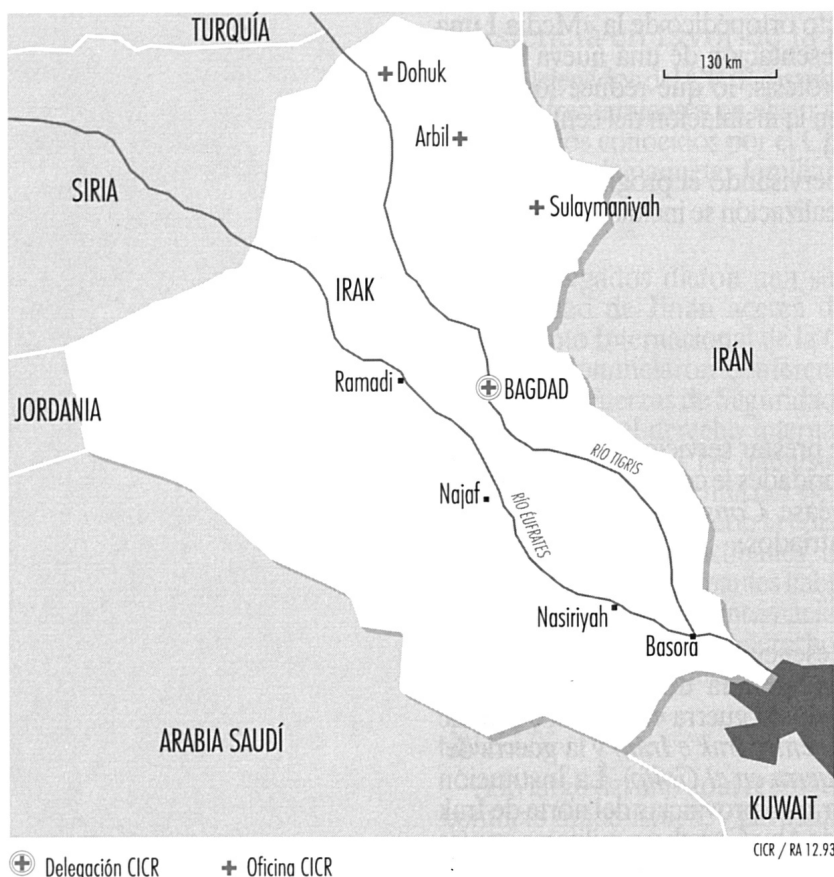 TURQUÍA
130 km
Dohuk
Arbil
SIRIA
Sulaymaniyah
IRAK
IRÁN
Ramadi
BAGDAD
JORDANIA
RÍO TIGRIS
Najaf
RÍO ÉUFRATES
Nasiriyah
Basora
ARABIA SAUDÍ
KUWAIT
CICR / RA 12.93
Delegación CICR
Oficina CICR